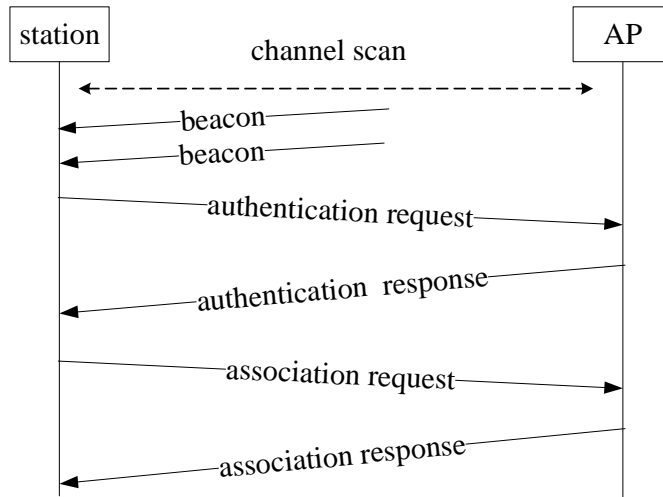 station
AP
channel scan
beacon
beacon
authentication request
authentication response
association request
association response